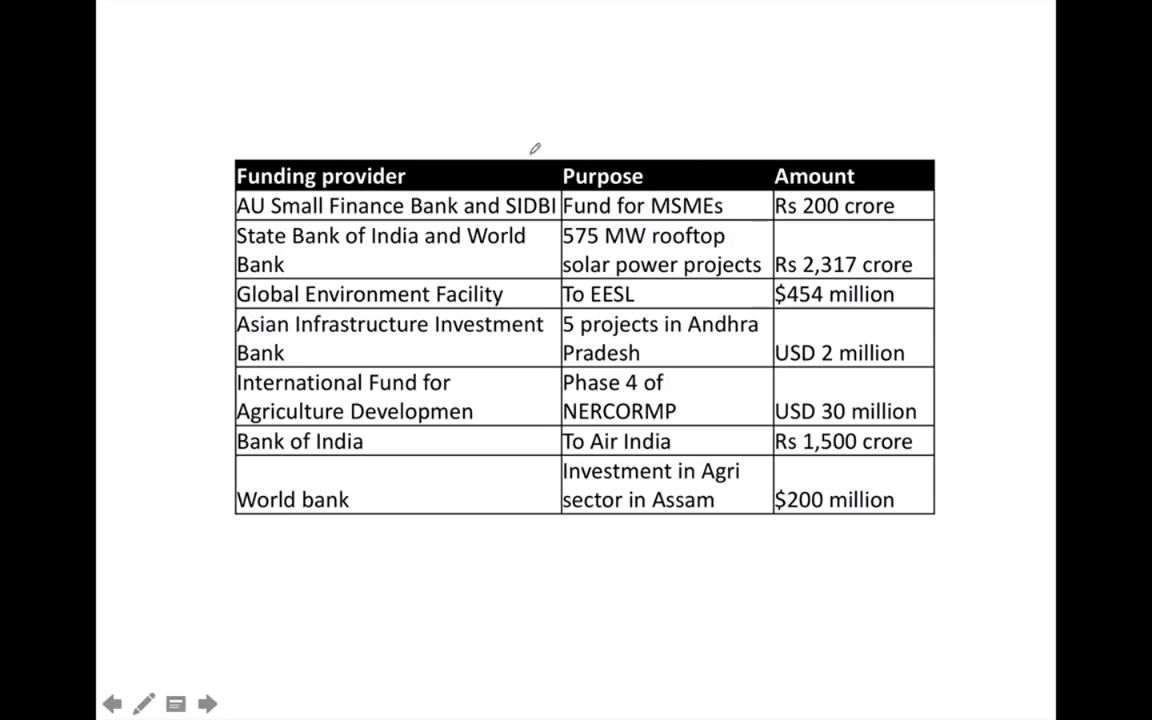 Funding provider Purpose Amount
AU Small Finance Bank and SIDBI Fund for MSMEs Rs 200 crore
State Bank of India and World 575 MW rooftop
Bank solar power projects Rs 2,317 crore
Global Environment Facility To EESL $454 million
Asian Infrastructure Investment 5 projects in Andhra
Bank Pradesh USD 2 million
International Fund for Phase 4 of
Agriculture Developmen NERCORMP USD 30 million
Bank of India To Air India Rs 1,500 crore
Investment in Agri
World bank sector in Assam $200 million